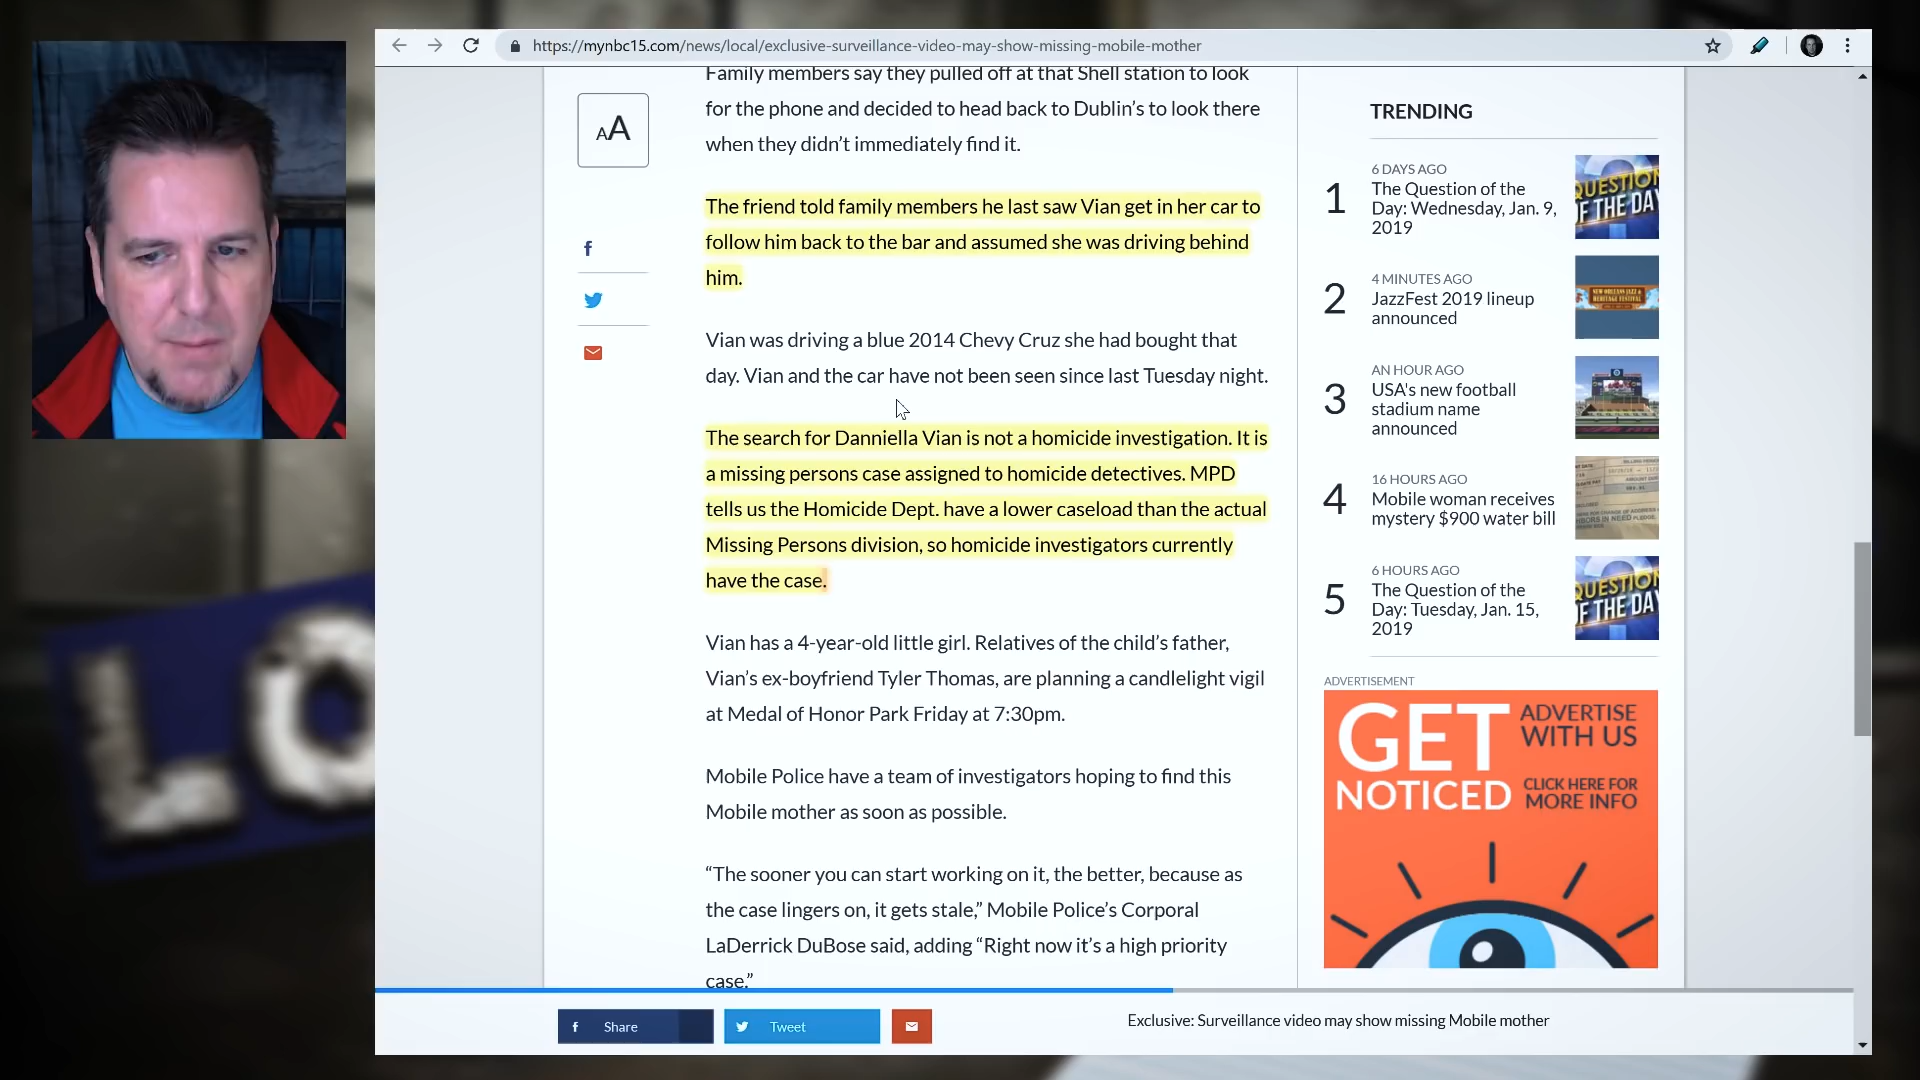 https://mynbc15.com/news/local/exclusive-surveillance-video-may-show-missing-mobile-mother
AA
Family members say they pulled off at that Shell station to look
for the phone and decided to head back to Dublin’s to look there
when they didn’t immediately find it.
The friend told family members he last saw Vian get in her car to
follow him back to the bar and assumed she was driving behind
him.
Vian was driving a blue 2014 Chevy Cruz she had bought that
day. Vian and the car have not been seen since last Tuesday night.
The search for Danniella Vian is not a homicide investigation. It is
a missing persons case assigned to homicide detectives. MPD
tells us the Homicide Dept. have a lower caseload than the actual
Missing Persons division, so homicide investigators currently
have the case.
Vian has a 4-year-old little girl. Relatives of the child’s father,
Vian’s ex-boyfriend Tyler Thomas, are planning a candlelight vigil
at Medal of Honor Park Friday at 7:30pm.
Mobile Police have a team of investigators hoping to find this
Mobile mother as soon as possible.
“The sooner you can start working on it, the better, because as
the case lingers on, it gets stale,” Mobile Police’s Corporal
LaDerrick DuBose said, adding “Right now it’s a high priority
case.”
TRENDING
1
6 DAYS AGO
The Question of the
Day: Wednesday, Jan. 9,
2019
QUESTION
OF THE DAY
2
4 MINUTES AGO
JazzFest 2019 lineup
announced
3
AN HOUR AGO
USA's new football
stadium name
announced
4
16 HOURS AGO
Mobile woman receives
mystery $900 water bill
5
6 HOURS AGO
The Question of the
Day: Tuesday, Jan. 15,
2019
QUESTION
OF THE DAY
ADVERTISEMENT
GET
NOTICED
ADVERTISE
WITH US
CLICK HERE FOR
MORE INFO
Share
Tweet
Exclusive: Surveillance video may show missing Mobile mother
LO